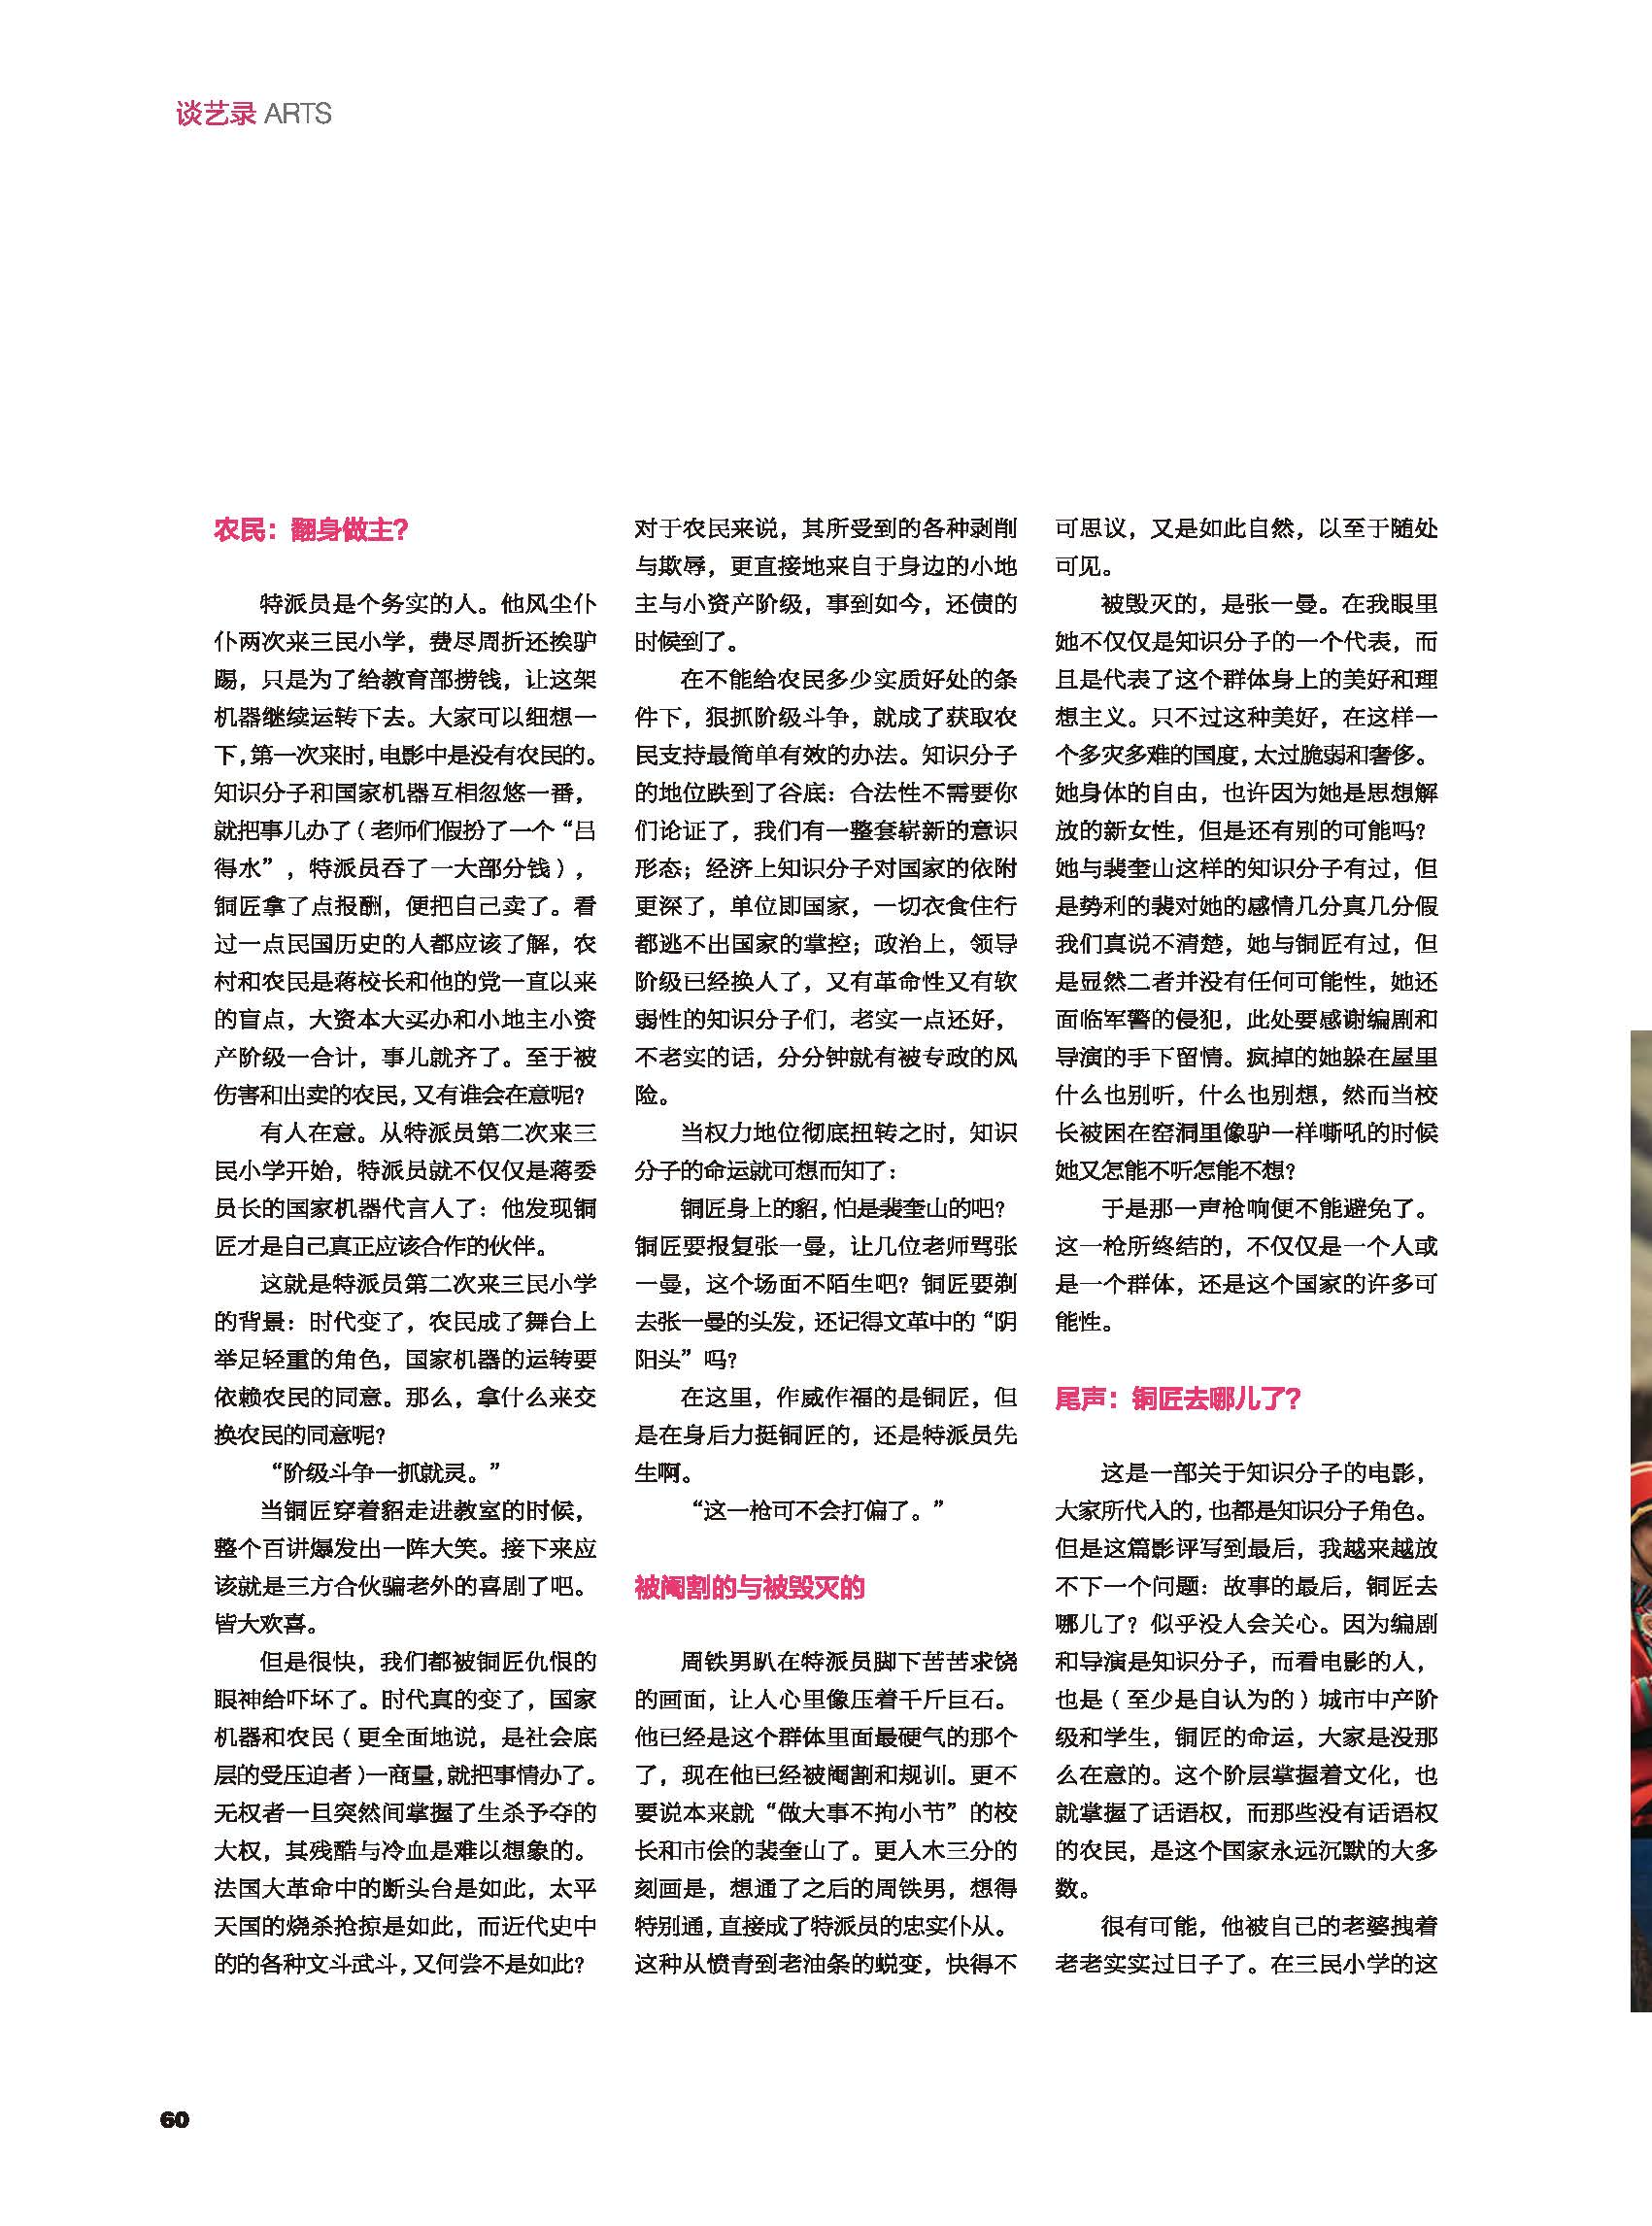 谈艺录 ARTS
农民：翻身做主？
特派员是个务实的人。他风尘仆
仆两次来三民小学，费尽周折还挨驴
踢，只是为了给教育部捞钱，让这架
机器继续运转下去。大家可以细想一
下，第一次来时，电影中是没有农民的。
知识分子和国家机器互相忽悠一番，
就把事儿办了（老师们假扮了一个“吕
得水”，特派员吞了一大部分钱），
铜匠拿了点报酬，便把自己卖了。看
过一点民国历史的人都应该了解，农
村和农民是蒋校长和他的党一直以来
的盲点，大资本大买办和小地主小资
产阶级一合计，事儿就齐了。至于被
伤害和出卖的农民，又有谁会在意呢？
有人在意。从特派员第二次来三
民小学开始，特派员就不仅仅是蒋委
员长的国家机器代言人了：他发现铜
匠才是自己真正应该合作的伙伴。
这就是特派员第二次来三民小学
的背景：时代变了，农民成了舞台上
举足轻重的角色，国家机器的运转要
依赖农民的同意。那么，拿什么来交
换农民的同意呢？
“阶级斗争一抓就灵。”
当铜匠穿着貂走进教室的时候，
整个百讲爆发出一阵大笑。接下来应
该就是三方合伙骗老外的喜剧了吧。
皆大欢喜。
但是很快，我们都被铜匠仇恨的
眼神给吓坏了。时代真的变了，国家
机器和农民（更全面地说，是社会底
层的受压迫者）一商量，就把事情办了。
无权者一旦突然间掌握了生杀予夺的
大权，其残酷与冷血是难以想象的。
法国大革命中的断头台是如此，太平
天国的烧杀抢掠是如此，而近代史中
的的各种文斗武斗，又何尝不是如此？
对于农民来说，其所受到的各种剥削
与欺辱，更直接地来自于身边的小地
主与小资产阶级，事到如今，还债的
时候到了。
在不能给农民多少实质好处的条
件下，狠抓阶级斗争，就成了获取农
民支持最简单有效的办法。知识分子
的地位跌到了谷底：合法性不需要你
们论证了，我们有一整套崭新的意识
形态；经济上知识分子对国家的依附
更深了，单位即国家，一切衣食住行
都逃不出国家的掌控；政治上，领导
阶级已经换人了，又有革命性又有软
弱性的知识分子们，老实一点还好，
不老实的话，分分钟就有被专政的风
险。
当权力地位彻底扭转之时，知识
分子的命运就可想而知了：
铜匠身上的貂，怕是裴奎山的吧？
铜匠要报复张一曼，让几位老师骂张
一曼，这个场面不陌生吧？铜匠要剃
去张一曼的头发，还记得文革中的“阴
阳头”吗？
在这里，作威作福的是铜匠，但
是在身后力挺铜匠的，还是特派员先
生啊。
“这一枪可不会打偏了。”
被阉割的与被毁灭的
周铁男趴在特派员脚下苦苦求饶
的画面，让人心里像压着千斤巨石。
他已经是这个群体里面最硬气的那个
了，现在他已经被阉割和规训。更不
要说本来就“做大事不拘小节”的校
长和市侩的裴奎山了。更入木三分的
刻画是，想通了之后的周铁男，想得
特别通，直接成了特派员的忠实仆从。
这种从愤青到老油条的蜕变，快得不
可思议，又是如此自然，以至于随处
可见。
被毁灭的，是张一曼。在我眼里
她不仅仅是知识分子的一个代表，而
且是代表了这个群体身上的美好和理
想主义。只不过这种美好，在这样一
个多灾多难的国度，太过脆弱和奢侈。
她身体的自由，也许因为她是思想解
放的新女性，但是还有别的可能吗？
她与裴奎山这样的知识分子有过，但
是势利的裴对她的感情几分真几分假
我们真说不清楚，她与铜匠有过，但
是显然二者并没有任何可能性，她还
面临军警的侵犯，此处要感谢编剧和
导演的手下留情。疯掉的她躲在屋里
什么也别听，什么也别想，然而当校
长被困在窑洞里像驴一样嘶吼的时候
她又怎能不听怎能不想？
于是那一声枪响便不能避免了。
这一枪所终结的，不仅仅是一个人或
是一个群体，还是这个国家的许多可
能性。
尾声：铜匠去哪儿了？
这是一部关于知识分子的电影，
大家所代入的，也都是知识分子角色。
但是这篇影评写到最后，我越来越放
不下一个问题：故事的最后，铜匠去
哪儿了？似乎没人会关心。因为编剧
和导演是知识分子，而看电影的人，
也是（至少是自认为的）城市中产阶
级和学生，铜匠的命运，大家是没那
么在意的。这个阶层掌握着文化，也
就掌握了话语权，而那些没有话语权
的农民，是这个国家永远沉默的大多
数。
很有可能，他被自己的老婆拽着
老老实实过日子了。在三民小学的这
60